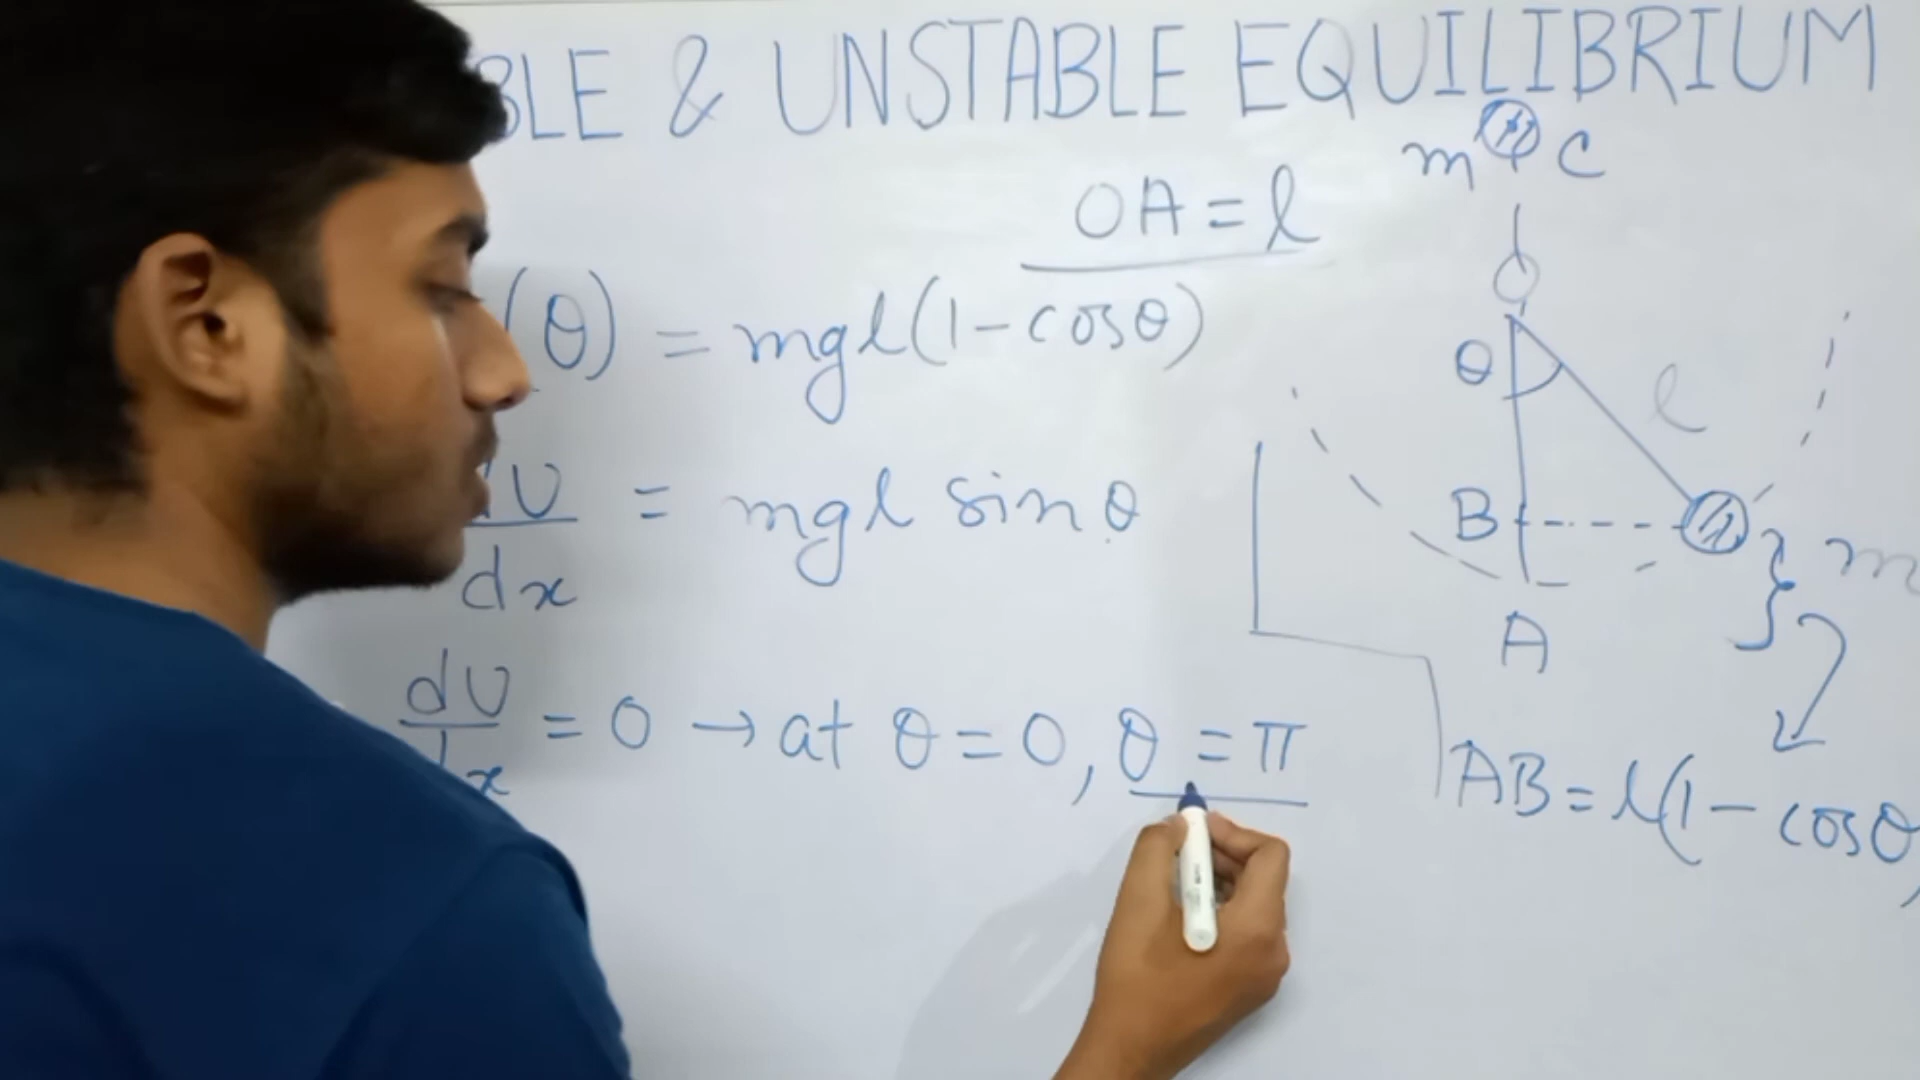 BLE & UNSTABLE EQUILIBRIUM
m C
OA = l
(θ) = mgl(1-cosθ)
θ l
dU/dx = mgl sinθ
B m
A
dU/dx = 0 → at θ = 0, θ = π
AB = l(1 - cosθ)